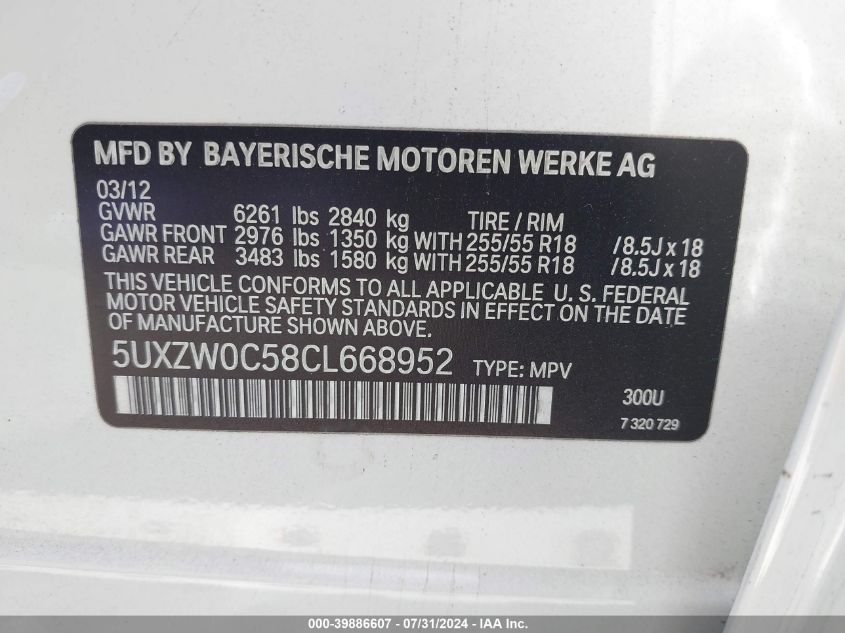 MFD BY BAYERISCHE MOTOREN WERKE AG
03/12
GVWR 6261 lbs 2840 kg TIRE / RIM
GAWR FRONT 2976 lbs 1350 kg WITH 255/55 R18 /8.5J x 18
GAWR REAR 3483 lbs 1580 kg WITH 255/55 R18 /8.5J x 18
THIS VEHICLE CONFORMS TO ALL APPLICABLE U. S. FEDERAL
MOTOR VEHICLE SAFETY STANDARDS IN EFFECT ON THE DATE
OF MANUFACTURE SHOWN ABOVE.
5UXZW0C58CL668952 TYPE: MPV
300U
7 320 729
000-39886607 / 07/31/2024 - IAA Inc.